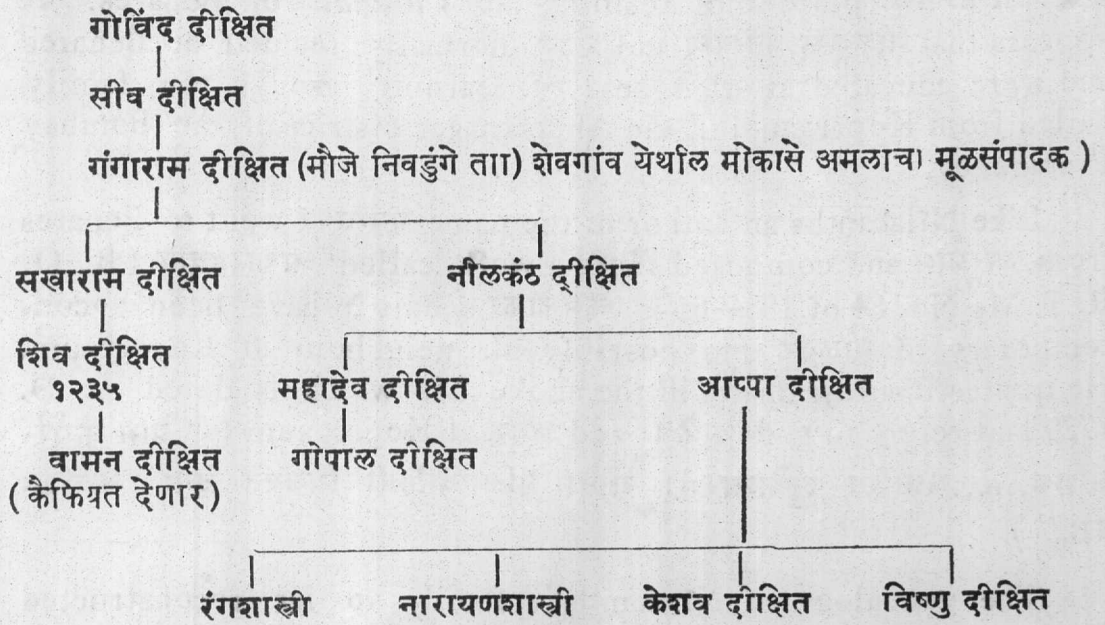 गोविंद दीक्षित
सीव दीक्षित
गंगाराम दीक्षित (मौजे निवडुंगे ताा) शेवगांव येथील मोकासे अमलाचा मूळसंपादक )
सखाराम दीक्षित नीलकंठ दीक्षित
शिव दीक्षित
१२३५ महादेव दीक्षित आप्पा दीक्षित
वामन दीक्षित गोपाल दीक्षित
( कैफियत देणार )
रंगशास्त्री नारायणशास्त्री केशव दीक्षित विष्णु दीक्षित